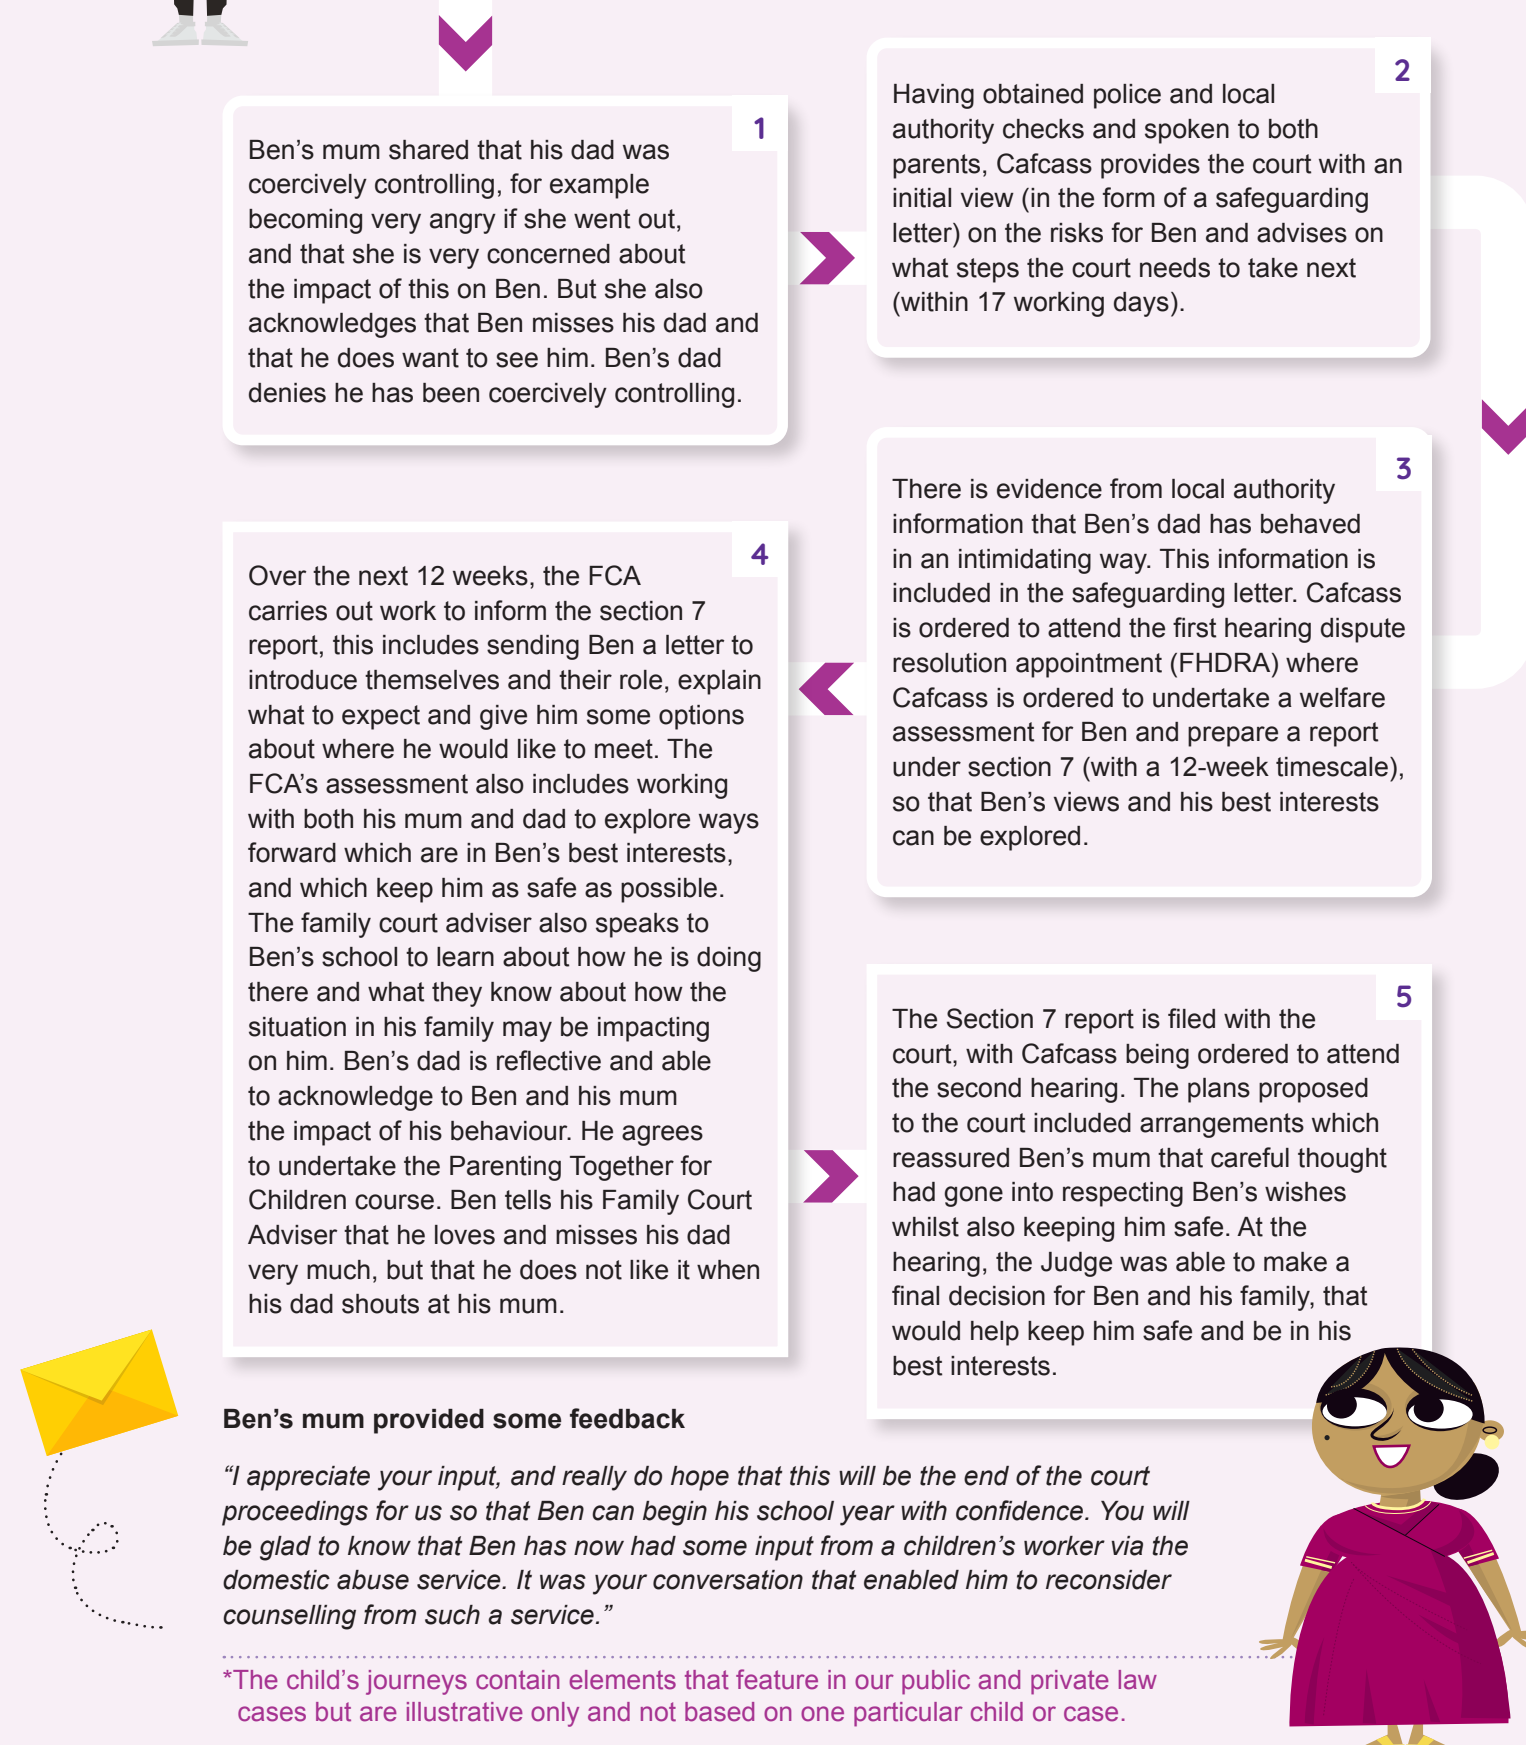 1
Ben’s mum shared that his dad was
coercively controlling, for example
becoming very angry if she went out,
and that she is very concerned about
the impact of this on Ben. But she also
acknowledges that Ben misses his dad and
that he does want to see him. Ben’s dad
denies he has been coercively controlling.
2
Having obtained police and local
authority checks and spoken to both
parents, Cafcass provides the court with an
initial view (in the form of a safeguarding
letter) on the risks for Ben and advises on
what steps the court needs to take next
(within 17 working days).
3
There is evidence from local authority
information that Ben’s dad has behaved
in an intimidating way. This information is
included in the safeguarding letter. Cafcass
is ordered to attend the first hearing dispute
resolution appointment (FHDRA) where
Cafcass is ordered to undertake a welfare
assessment for Ben and prepare a report
under section 7 (with a 12-week timescale),
so that Ben’s views and his best interests
can be explored.
4
Over the next 12 weeks, the FCA
carries out work to inform the section 7
report, this includes sending Ben a letter to
introduce themselves and their role, explain
what to expect and give him some options
about where he would like to meet. The
FCA’s assessment also includes working
with both his mum and dad to explore ways
forward which are in Ben’s best interests,
and which keep him as safe as possible.
The family court adviser also speaks to
Ben’s school to learn about how he is doing
there and what they know about how the
situation in his family may be impacting
on him. Ben’s dad is reflective and able
to acknowledge to Ben and his mum
the impact of his behaviour. He agrees
to undertake the Parenting Together for
Children course. Ben tells his Family Court
Adviser that he loves and misses his dad
very much, but that he does not like it when
his dad shouts at his mum.
5
The Section 7 report is filed with the
court, with Cafcass being ordered to attend
the second hearing. The plans proposed
to the court included arrangements which
reassured Ben’s mum that careful thought
had gone into respecting Ben’s wishes
whilst also keeping him safe. At the
hearing, the Judge was able to make a
final decision for Ben and his family, that
would help keep him safe and be in his
best interests.
Ben’s mum provided some feedback
“I appreciate your input, and really do hope that this will be the end of the court
proceedings for us so that Ben can begin his school year with confidence. You will
be glad to know that Ben has now had some input from a children’s worker via the
domestic abuse service. It was your conversation that enabled him to reconsider
counselling from such a service.”
*The child’s journeys contain elements that feature in our public and private law
cases but are illustrative only and not based on one particular child or case.